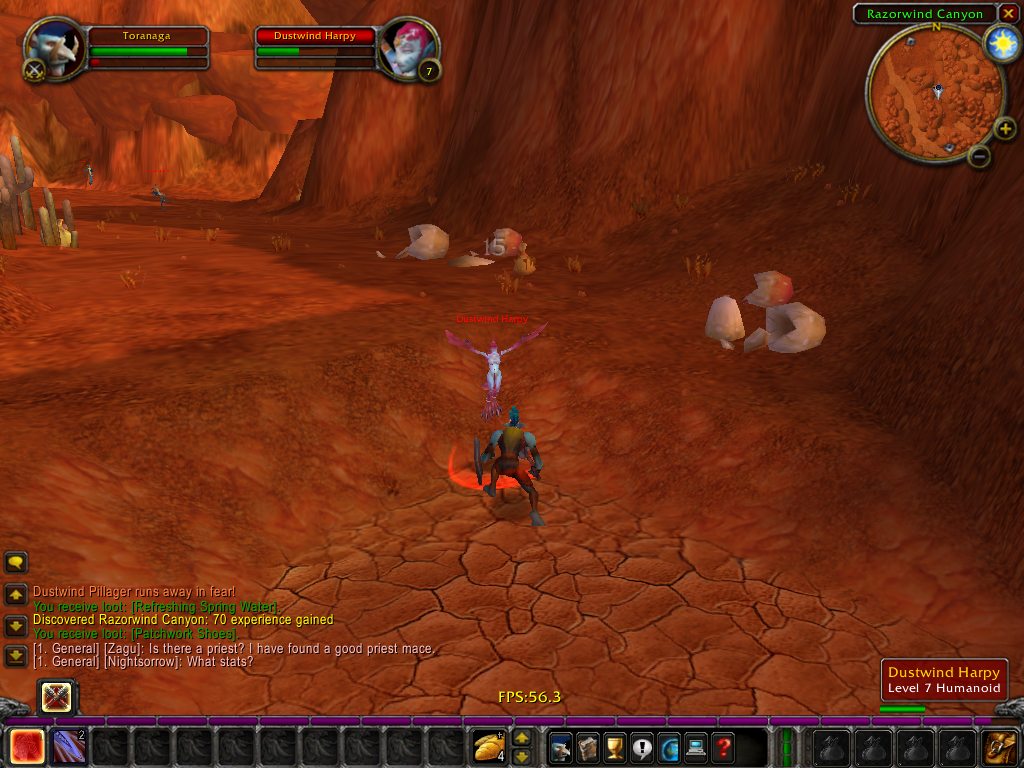 Toranaga
Dustwind Harpy
7
Razorwind Canyon
N
15
Dustwind Harpy
Dustwind Pillager runs away in fear!
You receive loot: [Refreshing Spring Water].
Discovered Razorwind Canyon: 70 experience gained
You receive loot: [Patchwork Shoes].
[1. General] [Zagu]: Is there a priest? I have found a good priest mace.
[1. General] [Nightsorrow]: What stats?
Dustwind Harpy
Level 7 Humanoid
FPS:56.3
2
4